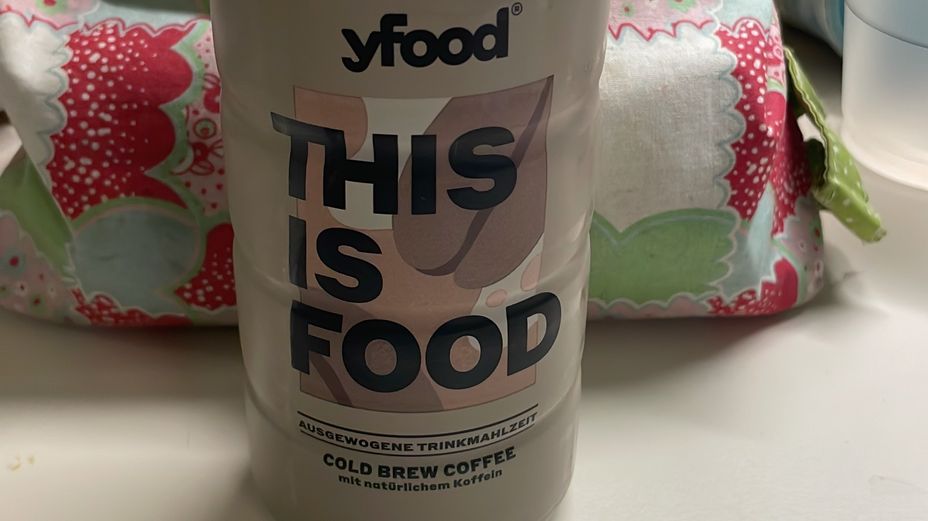 yfood®
THIS
IS
FOOD
AUSGEWOGENE TRINKMAHLZEIT
COLD BREW COFFEE
mit natürlichem Koffein